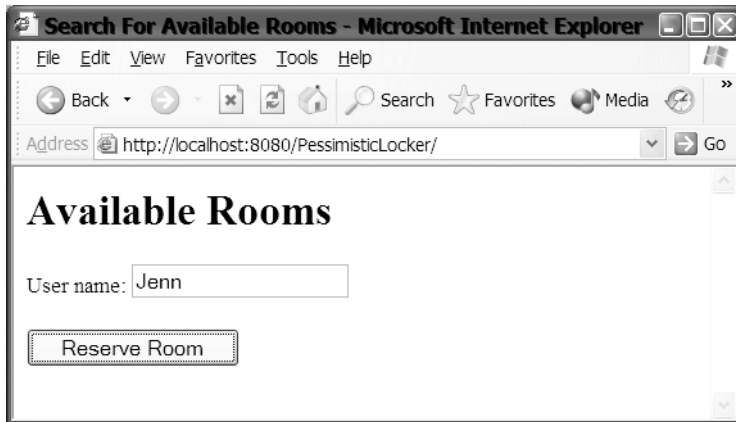 Search For Available Rooms - Microsoft Internet Explorer
File Edit View Favorites Tools Help
Back Search Favorites Media »
Address http://localhost:8080/PessimisticLocker/ Go
Available Rooms
User name: Jenn
Reserve Room